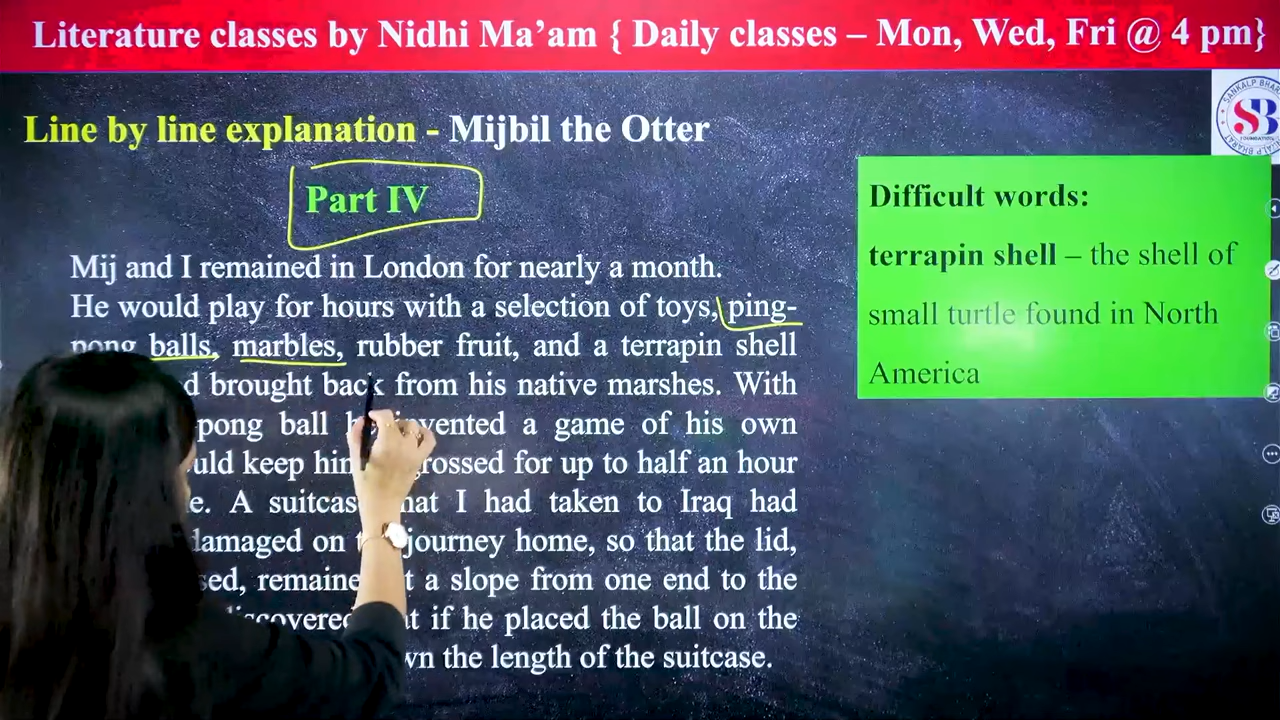 Literature classes by Nidhi Ma’am { Daily classes – Mon, Wed, Fri @ 4 pm}
Line by line explanation - Mijbil the Otter
SB
Part IV
Difficult words:
terrapin shell – the shell of
small turtle found in North
America
Mij and I remained in London for nearly a month.
He would play for hours with a selection of toys, ping-
pong balls, marbles, rubber fruit, and a terrapin shell
brought back from his native marshes. With
pong ball a game of his own
keep for up to half an hour
A that I had taken to Iraq had
damaged on journey home, so that the lid,
a slope from one end to the
if he placed the ball on the
the length of the suitcase.